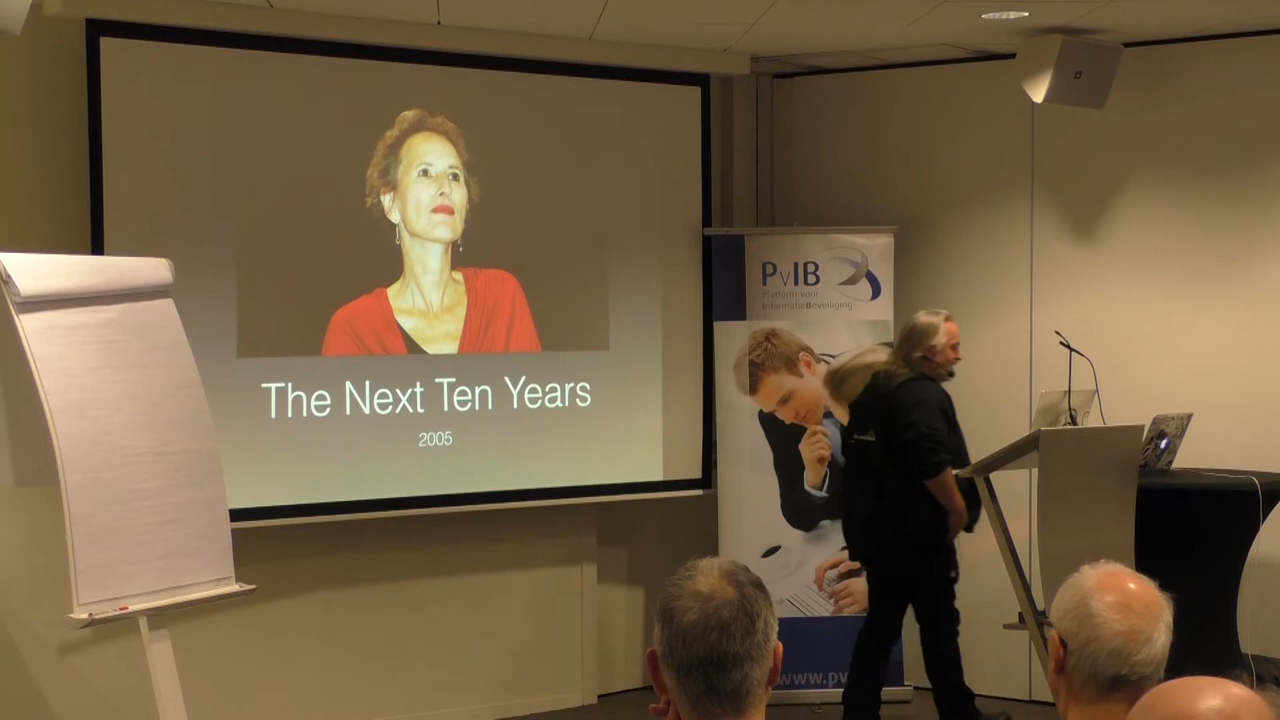 The Next Ten Years
2005
PvIB
Platform voor
InformatieBeveiliging
www.pv